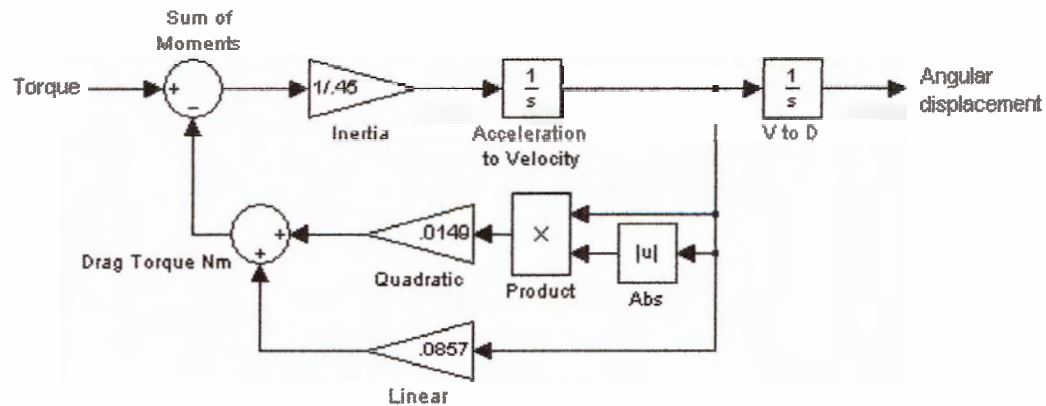 Sum of
Moments
Torque
+
−
1/.45
Inertia
1
s
Acceleration
to Velocity
1
s
V to D
Angular
displacement
+
+
Drag Torque Nm
.0149
Quadratic
×
Product
|u|
Abs
.0857
Linear